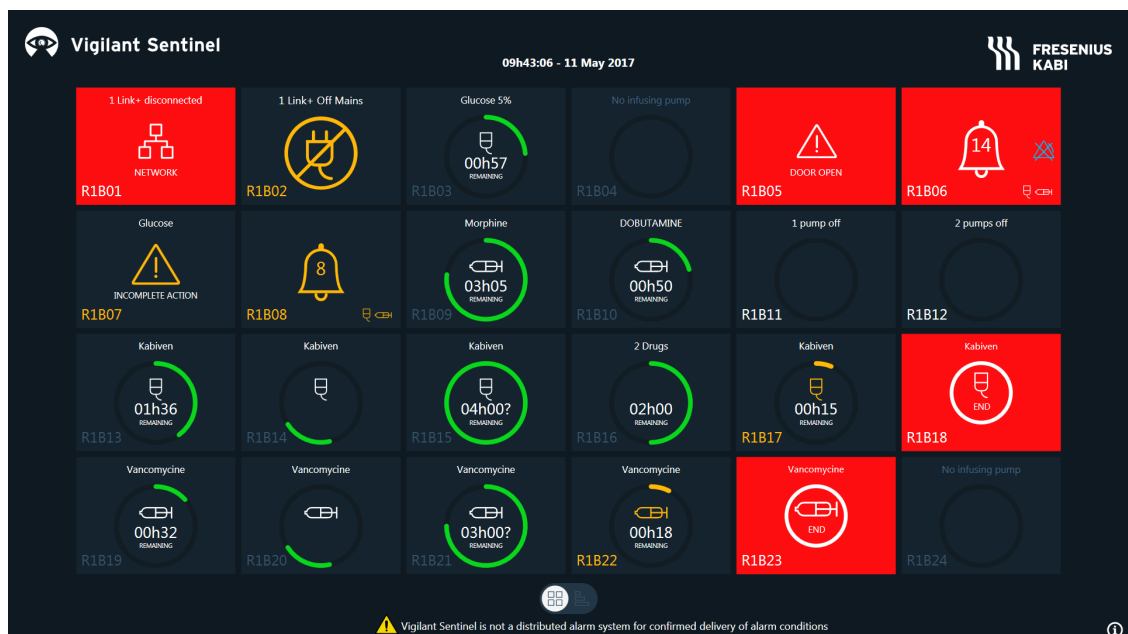 Vigilant Sentinel
09h43:06 - 11 May 2017
FRESENIUS
KABI
1 Link+ disconnected
NETWORK
R1B01
1 Link+ Off Mains
R1B02
Glucose 5%
00h57
REMAINING
R1B03
No infusing pump
R1B04
DOOR OPEN
R1B05
14
R1B06
Glucose
INCOMPLETE ACTION
R1B07
8
R1B08
Morphine
03h05
REMAINING
R1B09
DOBUTAMINE
00h50
REMAINING
R1B10
1 pump off
R1B11
2 pumps off
R1B12
Kabiven
01h36
REMAINING
R1B13
Kabiven
R1B14
Kabiven
04h00?
REMAINING
R1B15
2 Drugs
02h00
REMAINING
R1B16
Kabiven
00h15
REMAINING
R1B17
Kabiven
END
R1B18
Vancomycine
00h32
REMAINING
R1B19
Vancomycine
R1B20
Vancomycine
03h00?
REMAINING
R1B21
Vancomycine
00h18
REMAINING
R1B22
Vancomycine
END
R1B23
No infusing pump
R1B24
Vigilant Sentinel is not a distributed alarm system for confirmed delivery of alarm conditions